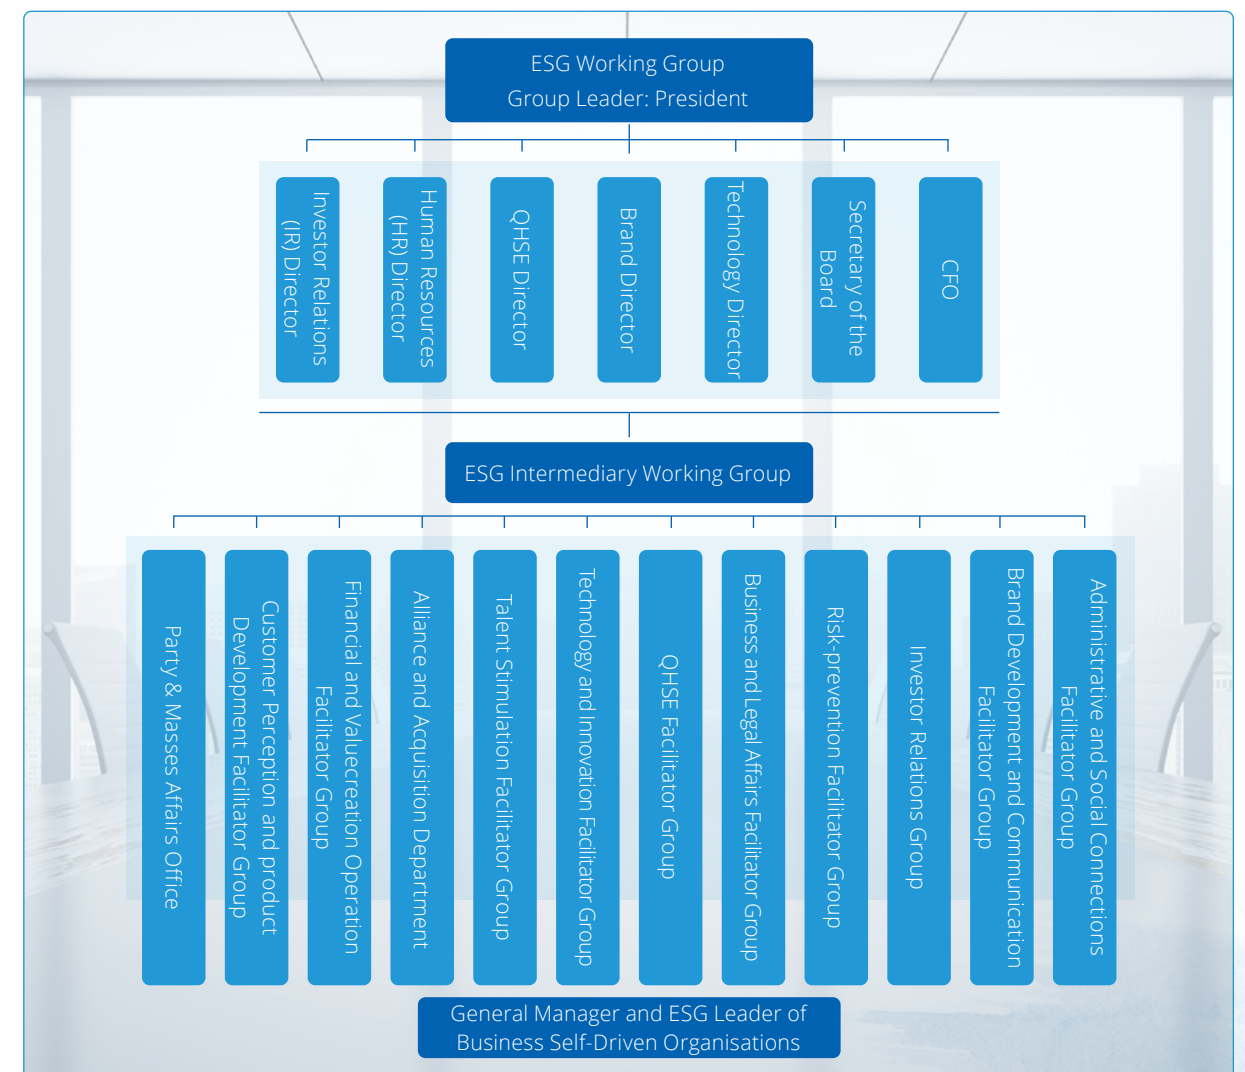 ESG Working Group
Group Leader: President
Investor Relations
(IR) Director
Human Resources
(HR) Director
QHSE Director
Brand Director
Technology Director
Secretary of the
Board
CFO
ESG Intermediary Working Group
Party & Masses Affairs Office
Customer Perception and product
Development Facilitator Group
Financial and Valuecreation Operation
Facilitator Group
Alliance and Acquisition Department
Talent Stimulation Facilitator Group
Technology and Innovation Facilitator Group
QHSE Facilitator Group
Business and Legal Affairs Facilitator Group
Risk-prevention Facilitator Group
Investor Relations Group
Brand Development and Communication
Facilitator Group
Administrative and Social Connections
Facilitator Group
General Manager and ESG Leader of
Business Self-Driven Organisations